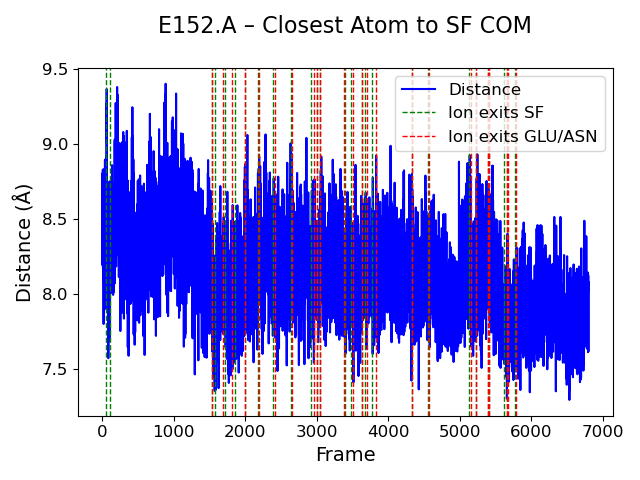 E152.A – Closest Atom to SF COM
9.5
9.0
8.5
8.0
7.5
Distance (Å)
Distance
Ion exits SF
Ion exits GLU/ASN
0
1000
2000
3000
4000
5000
6000
7000
Frame